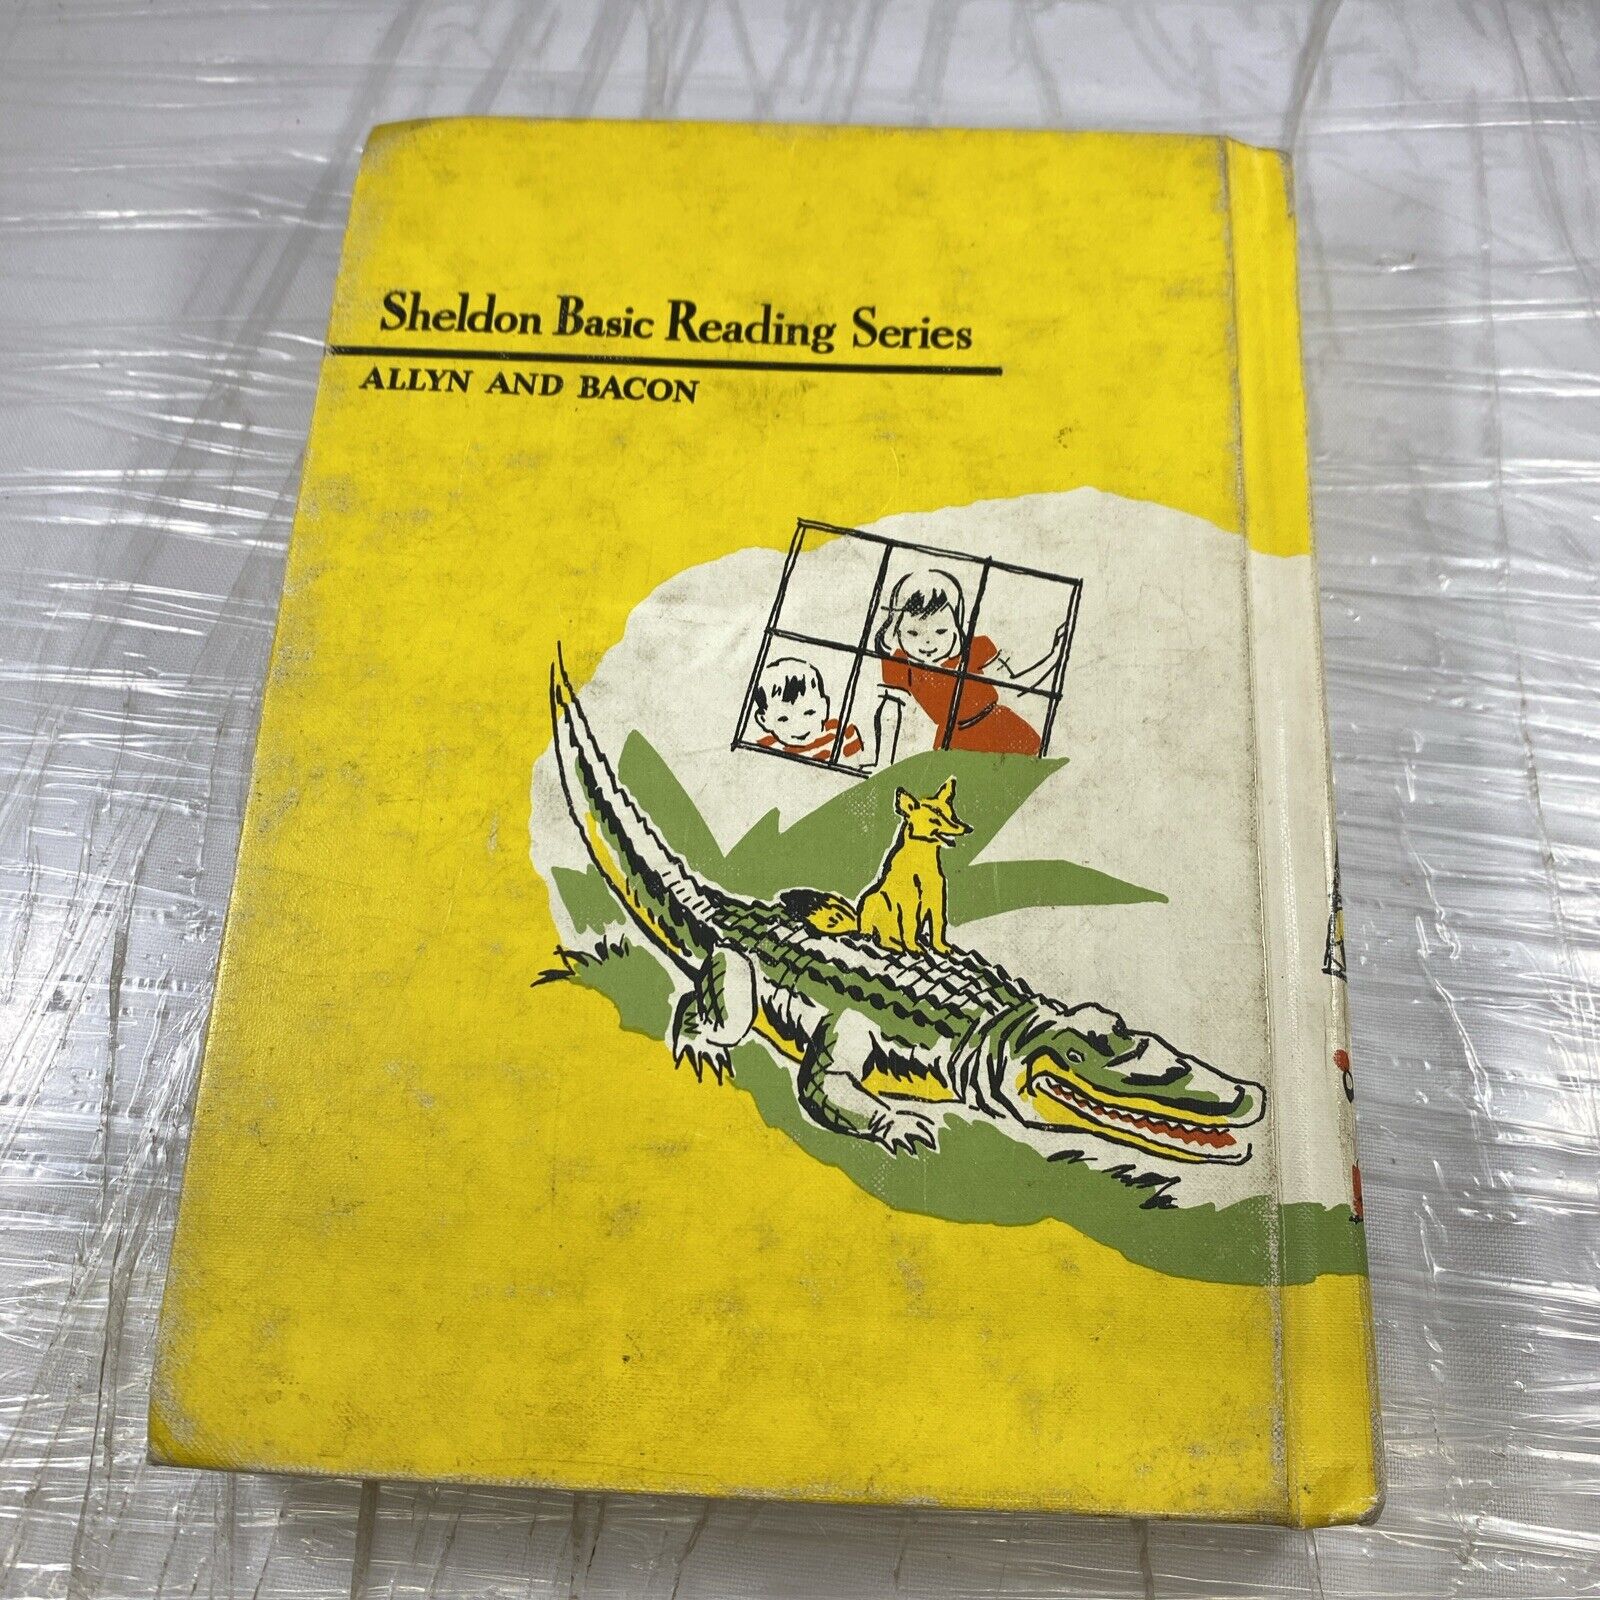 Sheldon Basic Reading Series
ALLYN AND BACON